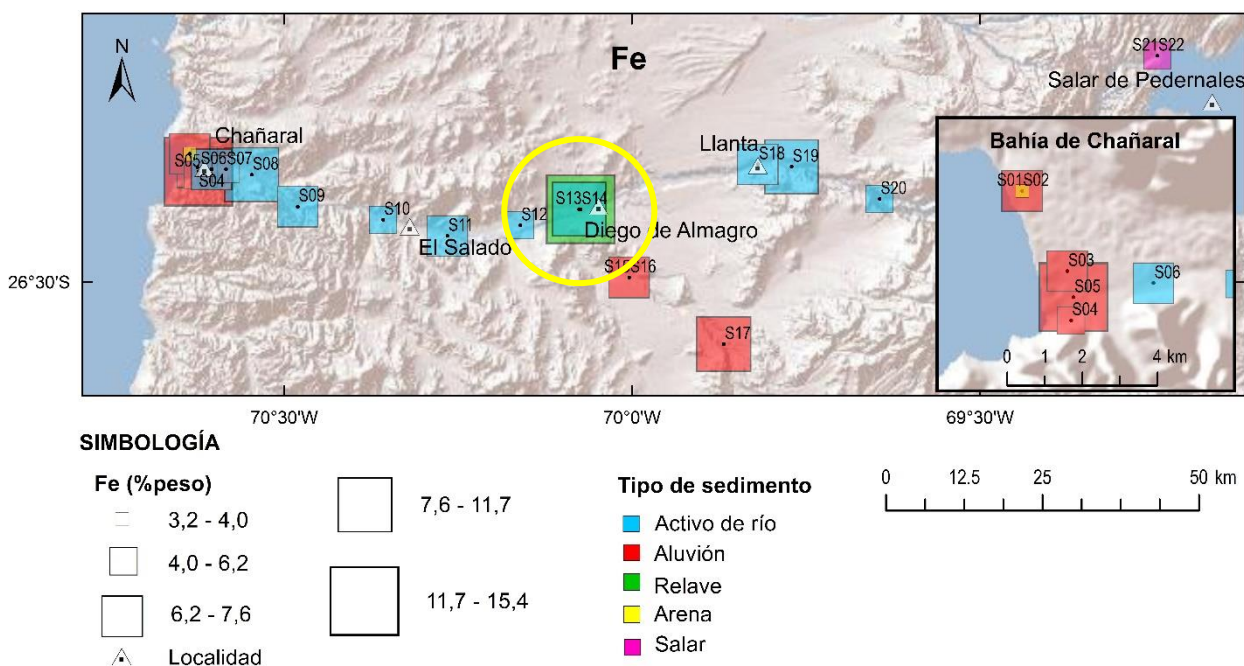 N
Fe
S21S22
Salar de Pedernales
Chañaral
S05 S06 S07 S08
S04
S09
S10
El Salado
S11
S12
S13S14
Diego de Almagro
S15S16
S17
Llanta
S18
S19
S20
26°30'S
70°30'W
70°0'W
69°30'W
Bahía de Chañaral
S01S02
S03
S05
S04
S06
0 1 2 4 km
SIMBOLOGÍA
Fe (%peso)
3,2 - 4,0
4,0 - 6,2
6,2 - 7,6
7,6 - 11,7
11,7 - 15,4
Localidad
Tipo de sedimento
Activo de río
Aluvión
Relave
Arena
Salar
0 12.5 25 50 km